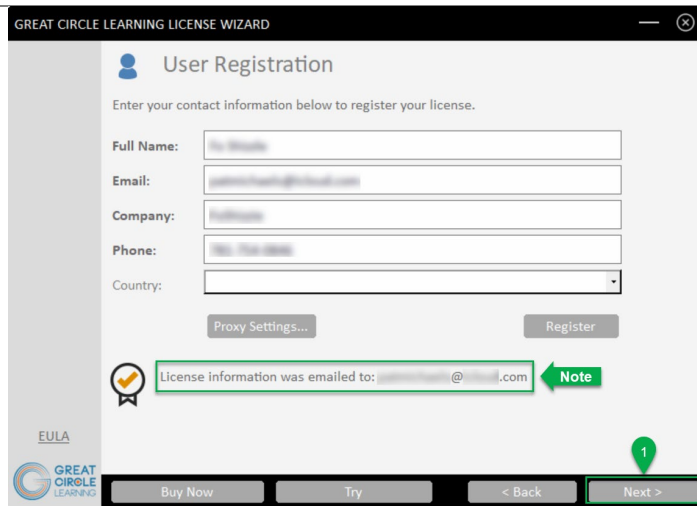 GREAT CIRCLE LEARNING LICENSE WIZARD
User Registration
Enter your contact information below to register your license.
Full Name:
Email:
Company:
Phone:
Country:
Proxy Settings...
Register
License information was emailed to: @ .com
Note
EULA
1
GREAT
CIRCLE
LEARNING
Buy Now
Try
< Back
Next >